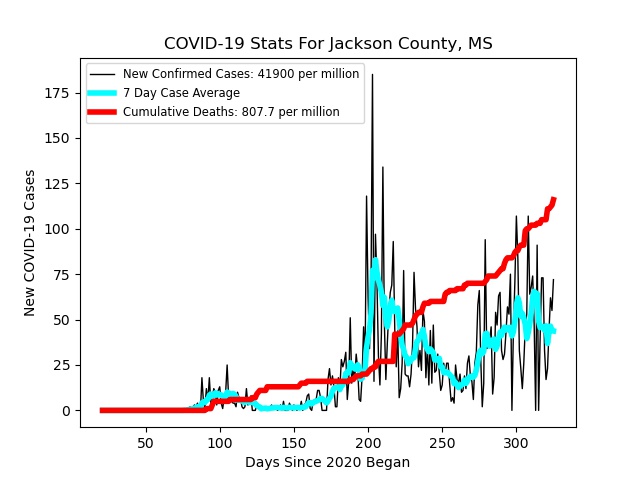 COVID-19 Stats For Jackson County, MS
New Confirmed Cases: 41900 per million
7 Day Case Average
Cumulative Deaths: 807.7 per million
New COVID-19 Cases
175
150
125
100
75
50
25
0
50 100 150 200 250 300
Days Since 2020 Began